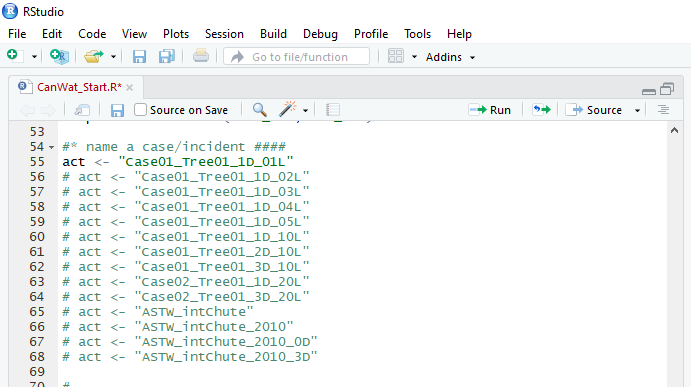 RStudio
File Edit Code View Plots Session Build Debug Profile Tools Help
Go to file/function Addins
CanWat_Start.R*
Source on Save Run Source
53
54 #* name a case/incident ####
55 act <- "Case01_Tree01_1D_01L"
56 # act <- "Case01_Tree01_1D_02L"
57 # act <- "Case01_Tree01_1D_03L"
58 # act <- "Case01_Tree01_1D_04L"
59 # act <- "Case01_Tree01_1D_05L"
60 # act <- "Case01_Tree01_1D_10L"
61 # act <- "Case01_Tree01_2D_10L"
62 # act <- "Case01_Tree01_3D_10L"
63 # act <- "Case02_Tree01_1D_20L"
64 # act <- "Case02_Tree01_3D_20L"
65 # act <- "ASTW_intChute"
66 # act <- "ASTW_intChute_2010"
67 # act <- "ASTW_intChute_2010_0D"
68 # act <- "ASTW_intChute_2010_3D"
69
70 #